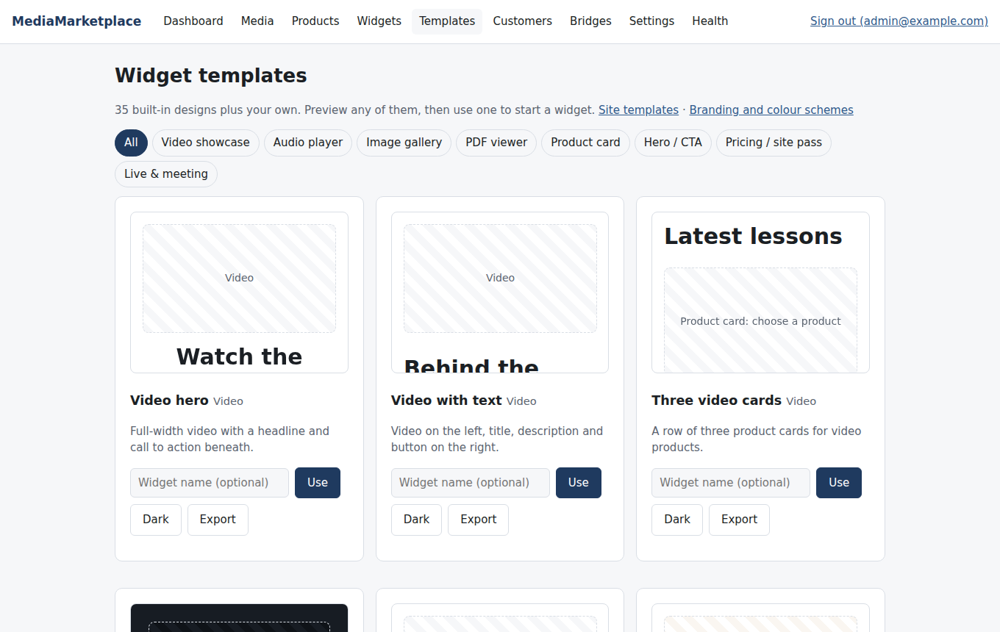 MediaMarketplace Dashboard Media Products Widgets Templates Customers Bridges Settings Health Sign out (admin@example.com)
Widget templates
35 built-in designs plus your own. Preview any of them, then use one to start a widget. Site templates · Branding and colour schemes
All Video showcase Audio player Image gallery PDF viewer Product card Hero / CTA Pricing / site pass
Live & meeting
Video
Watch the
Video hero Video
Full-width video with a headline and
call to action beneath.
Widget name (optional) Use
Dark Export
Video
Behind the
Video with text Video
Video on the left, title, description and
button on the right.
Widget name (optional) Use
Dark Export
Latest lessons
Product card: choose a product
Three video cards Video
A row of three product cards for video
products.
Widget name (optional) Use
Dark Export